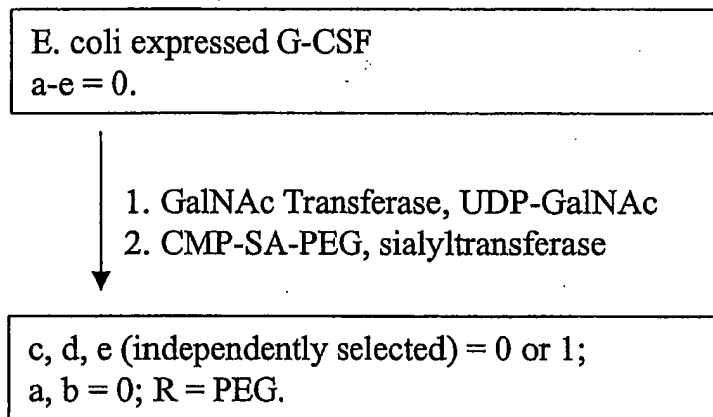 E. coli expressed G-CSF
a-e = 0.
1. GalNAc Transferase, UDP-GalNAc
2. CMP-SA-PEG, sialyltransferase
c, d, e (independently selected) = 0 or 1;
a, b = 0; R = PEG.